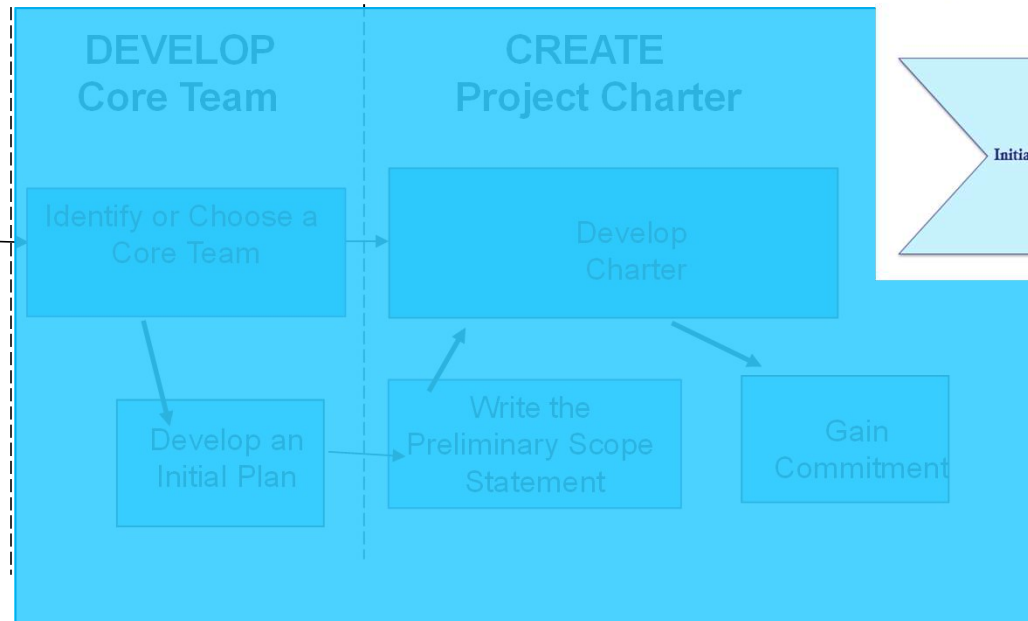 DEVELOP
Core Team
CREATE
Project Charter
Initia
Identify or Choose a
Core Team
Develop
Charter
Develop an
Initial Plan
Write the
Preliminary Scope
Statement
Gain
Commitment